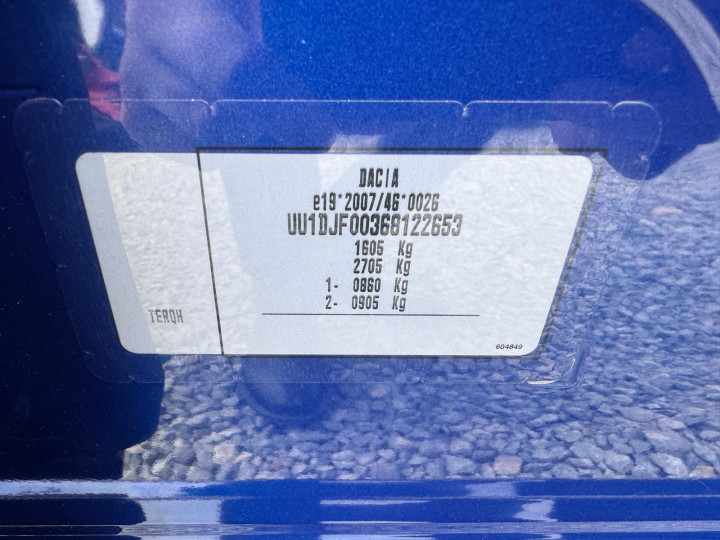 DACIA
e19*2007/46*0026
UU1DJF00368122653
1605 Kg
2705 Kg
1- 0860 Kg
2- 0905 Kg
TERQH
604849